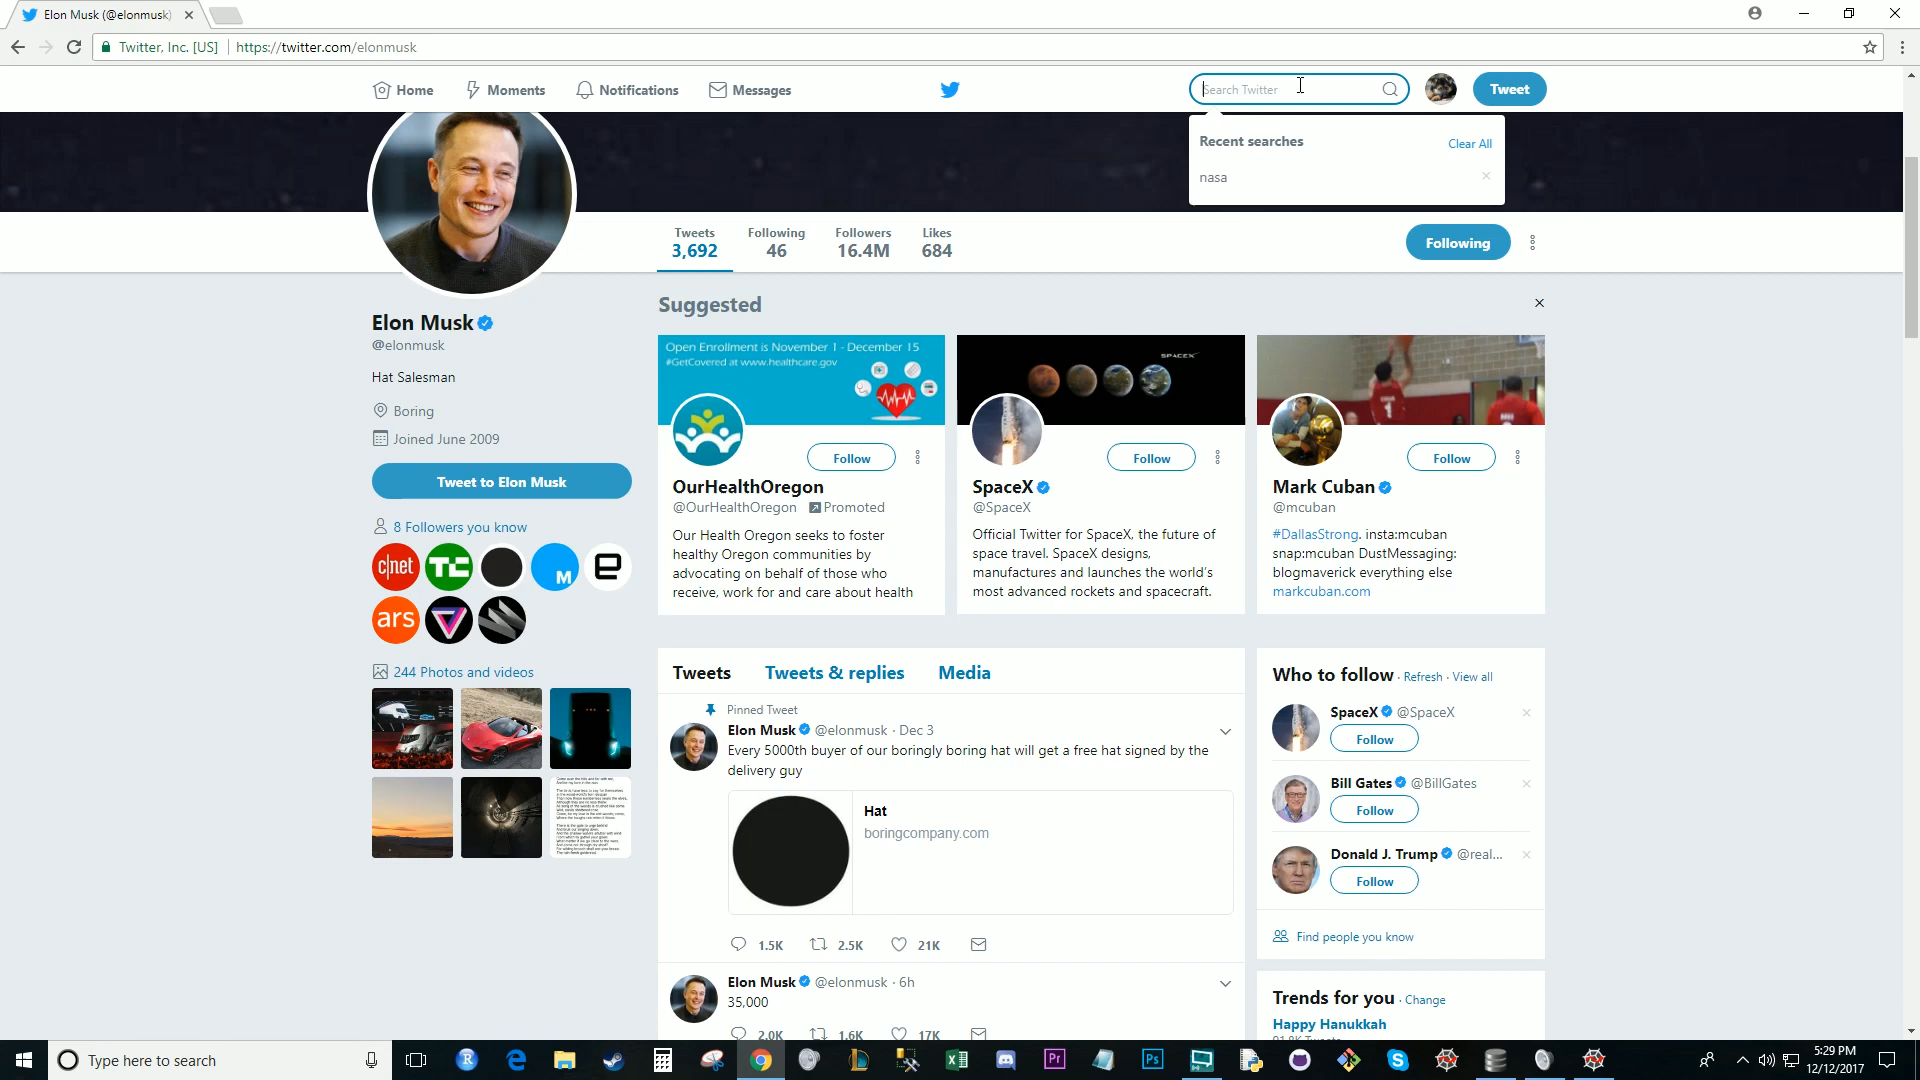 Elon Musk (@elonmusk)
Twitter, Inc. [US] https://twitter.com/elonmusk
Home Moments Notifications Messages Search Twitter Tweet
Recent searches Clear All
nasa
Tweets Following Followers Likes
3,692 46 16.4M 684
Following
Elon Musk
@elonmusk
Hat Salesman
Boring
Joined June 2009
Tweet to Elon Musk
8 Followers you know
c|net TC M e
ars
244 Photos and videos
Suggested
Open Enrollment is November 1 - December 15
#GetCovered at www.healthcare.gov
Follow
OurHealthOregon
@OurHealthOregon Promoted
Our Health Oregon seeks to foster
healthy Oregon communities by
advocating on behalf of those who
receive, work for and care about health
SPACEX
Follow
SpaceX
@SpaceX
Official Twitter for SpaceX, the future of
space travel. SpaceX designs,
manufactures and launches the world's
most advanced rockets and spacecraft.
Follow
Mark Cuban
@mcuban
#DallasStrong. insta:mcuban
snap:mcuban DustMessaging:
blogmaverick everything else
markcuban.com
Tweets Tweets & replies Media
Pinned Tweet
Elon Musk @elonmusk · Dec 3
Every 5000th buyer of our boringly boring hat will get a free hat signed by the
delivery guy
Hat
boringcompany.com
1.5K 2.5K 21K
Elon Musk @elonmusk · 6h
35,000
2.0K 1.6K 17K
Who to follow · Refresh · View all
SpaceX @SpaceX
Follow
Bill Gates @BillGates
Follow
Donald J. Trump @real...
Follow
Find people you know
Trends for you · Change
Happy Hanukkah
Type here to search
5:29 PM
12/12/2017